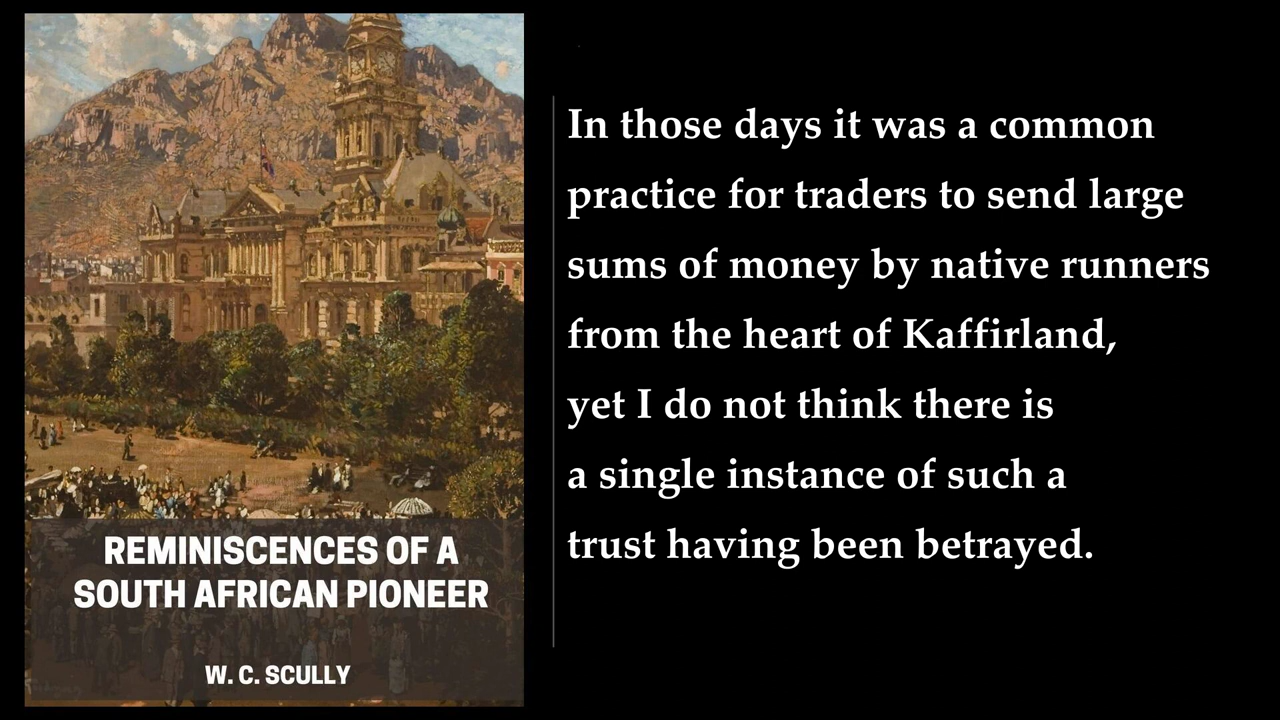 REMINISCENCES OF A
SOUTH AFRICAN PIONEER
W. C. SCULLY
In those days it was a common
practice for traders to send large
sums of money by native runners
from the heart of Kaffirland,
yet I do not think there is
a single instance of such a
trust having been betrayed.